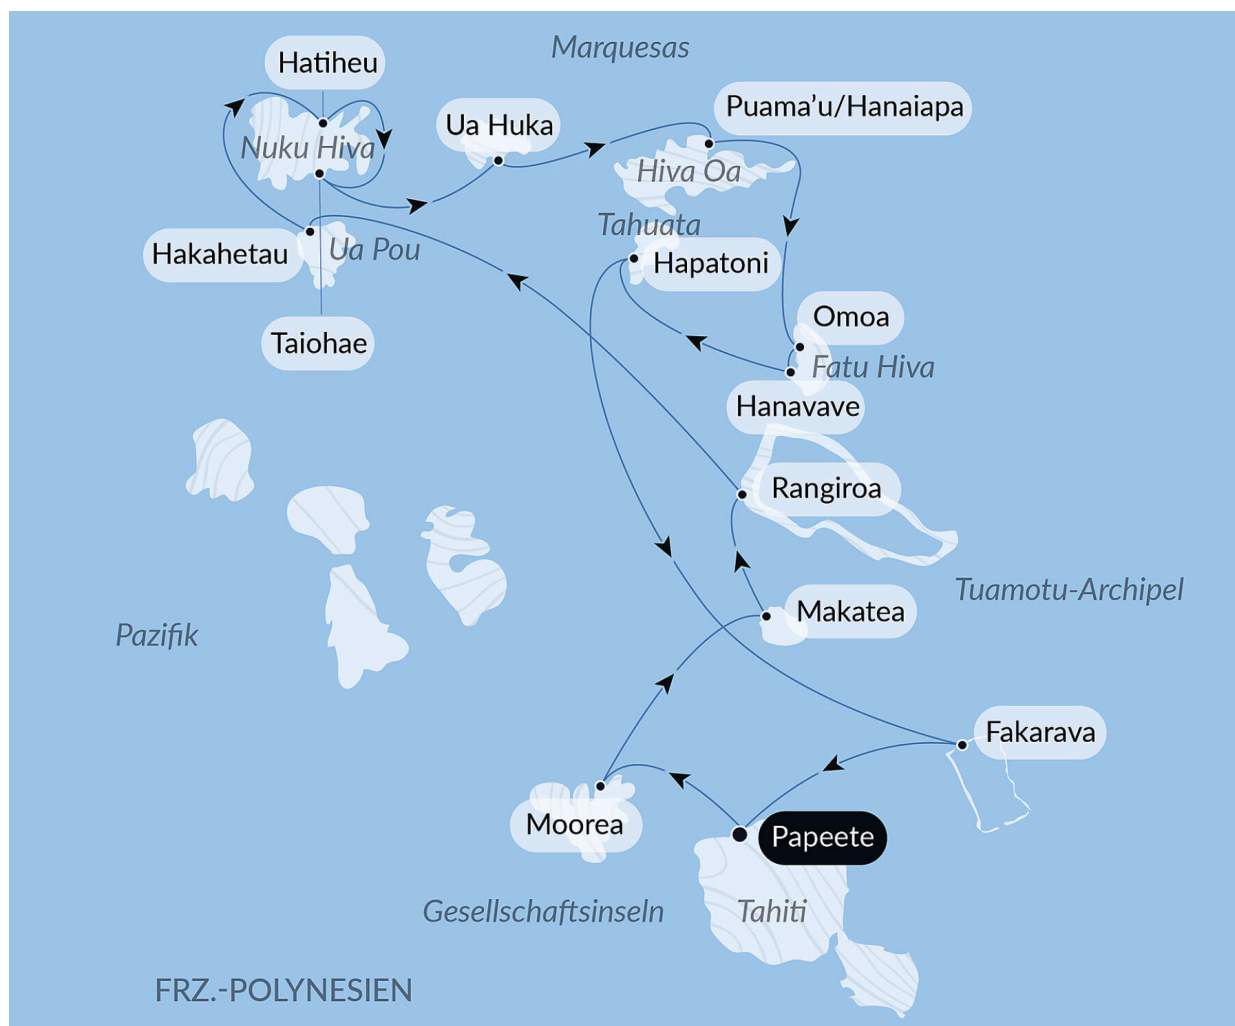 Marquesas
Hatiheu
Puama'u/Hanaiapa
Ua Huka
Nuku Hiva
Hiva Oa
Tahuata
Ua Pou
Hakahetau
Hapatoni
Omoa
Taiohae
Fatu Hiva
Hanavave
Rangiroa
Tuamotu-Archipel
Makatea
Pazifik
Fakarava
Moorea
Papeete
Gesellschaftsinseln
Tahiti
FRZ.-POLYNESIEN